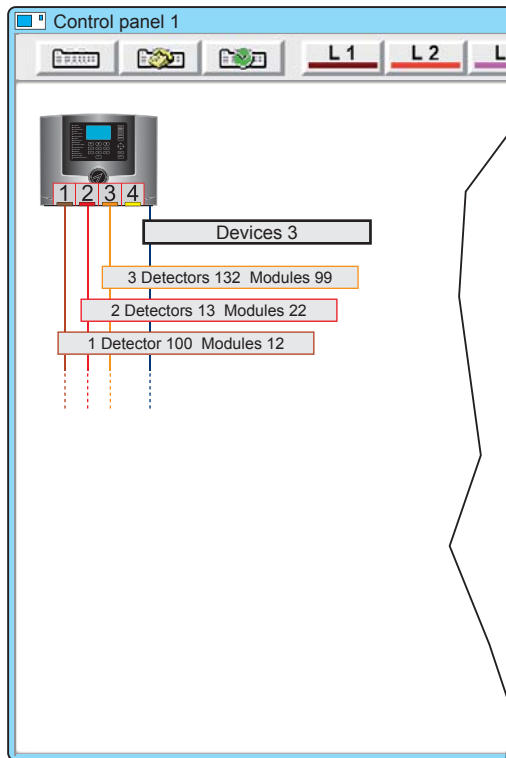 Control panel 1
L 1 L 2 L
1 2 3 4
Devices 3
3 Detectors 132 Modules 99
2 Detectors 13 Modules 22
1 Detector 100 Modules 12